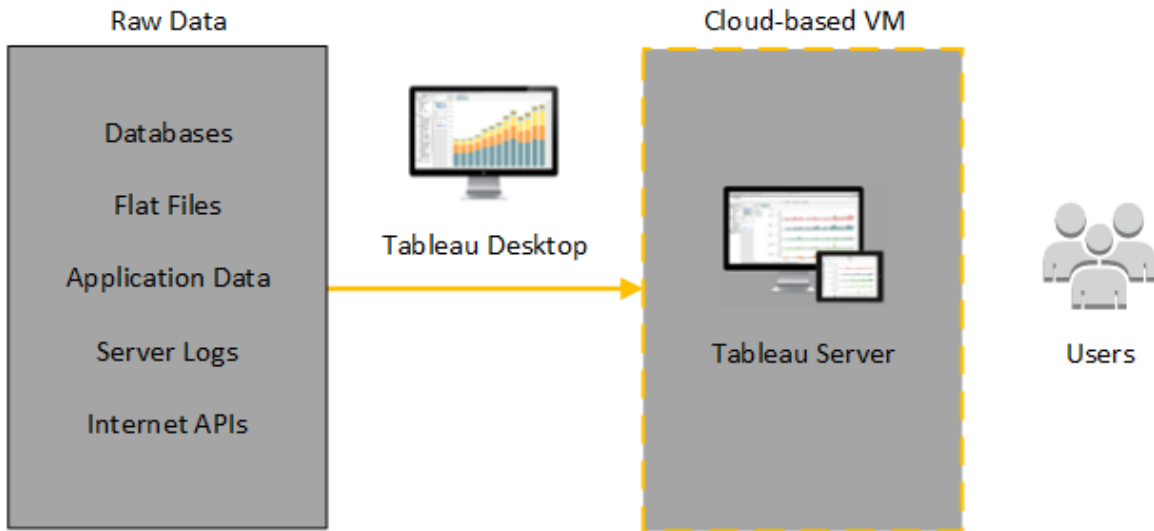 Raw Data
Databases
Flat Files
Application Data
Server Logs
Internet APIs
Tableau Desktop
Cloud-based VM
Tableau Server
Users